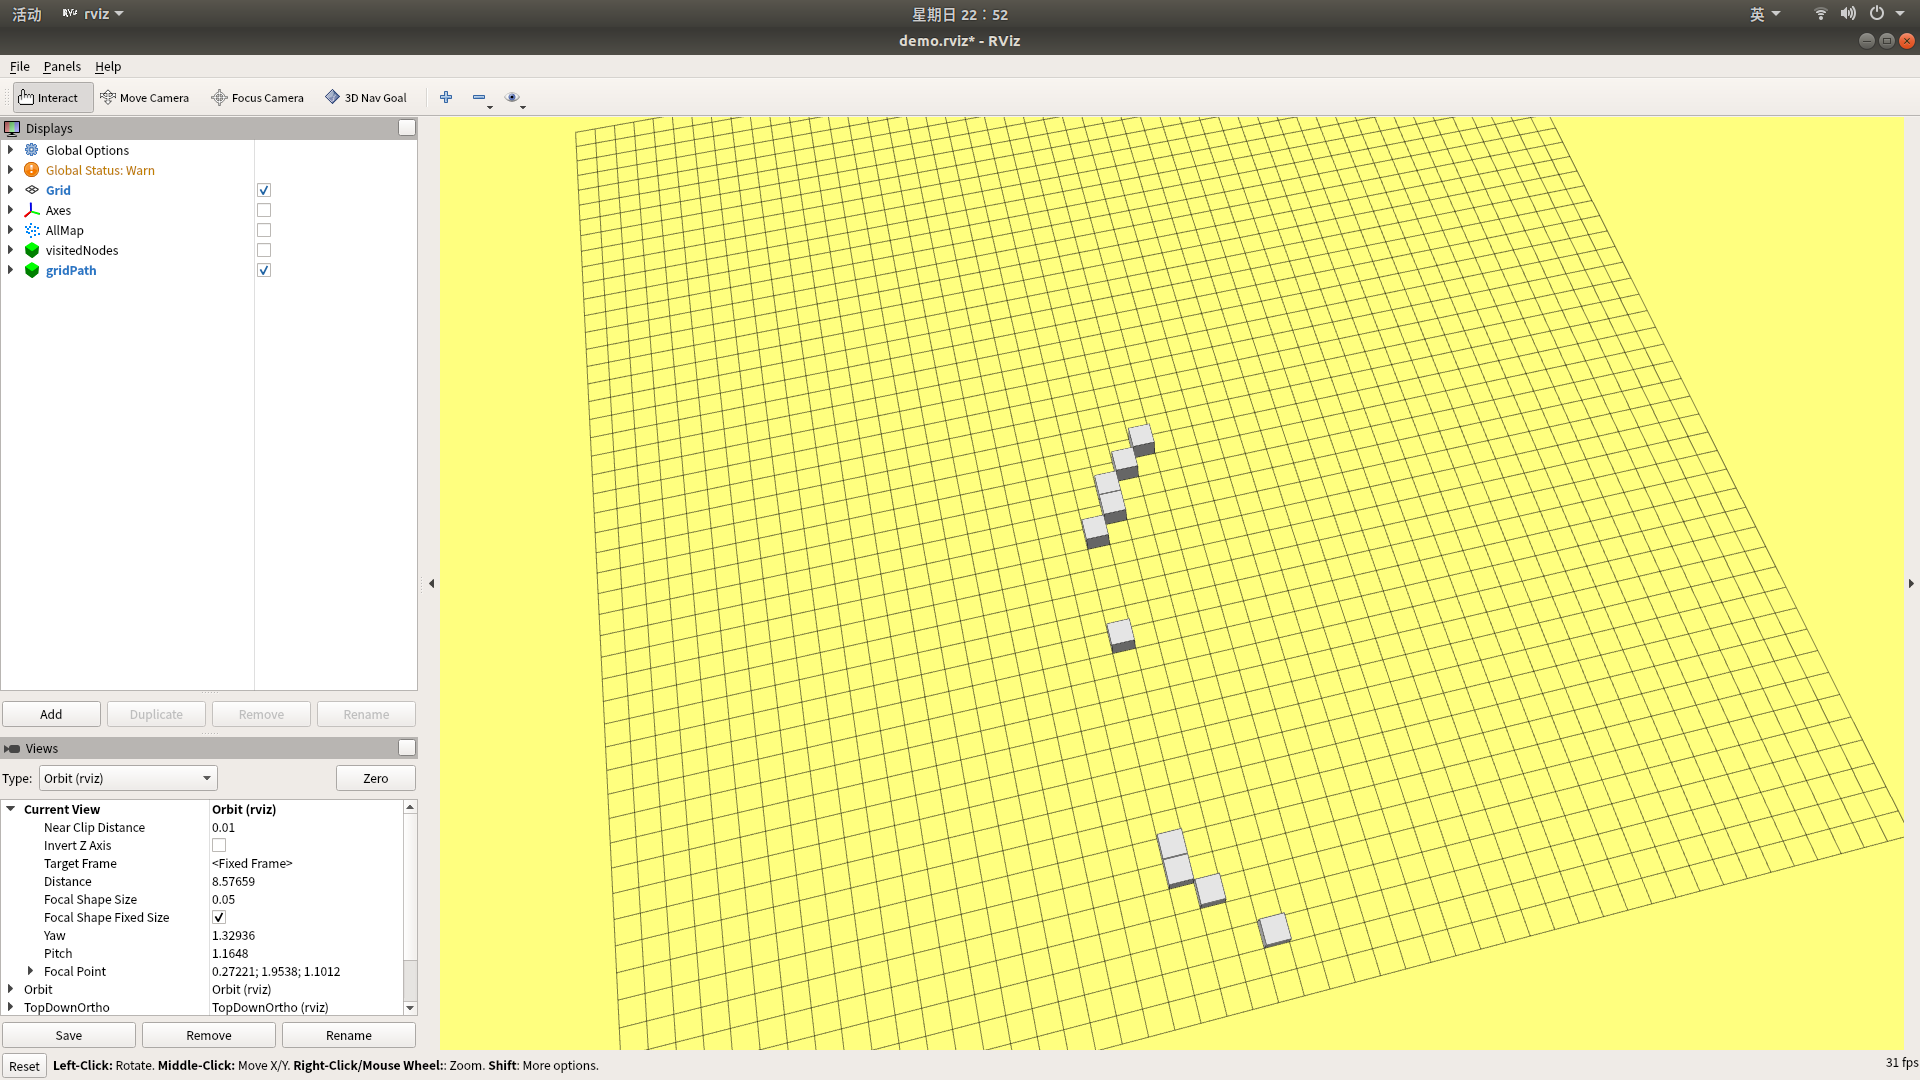 活动 RViz rviz 星期日 22：52 英
demo.rviz* - RViz
File Panels Help
Interact Move Camera Focus Camera 3D Nav Goal
Displays
Global Options
Global Status: Warn
Grid
Axes
AllMap
visitedNodes
gridPath
Add Duplicate Remove Rename
Views
Type: Orbit (rviz) Zero
Current View Orbit (rviz)
Near Clip Distance 0.01
Invert Z Axis
Target Frame <Fixed Frame>
Distance 8.57659
Focal Shape Size 0.05
Focal Shape Fixed Size
Yaw 1.32936
Pitch 1.1648
Focal Point 0.27221; 1.9538; 1.1012
Orbit Orbit (rviz)
TopDownOrtho TopDownOrtho (rviz)
Save Remove Rename
Reset Left-Click: Rotate. Middle-Click: Move X/Y. Right-Click/Mouse Wheel:: Zoom. Shift: More options. 31 fps